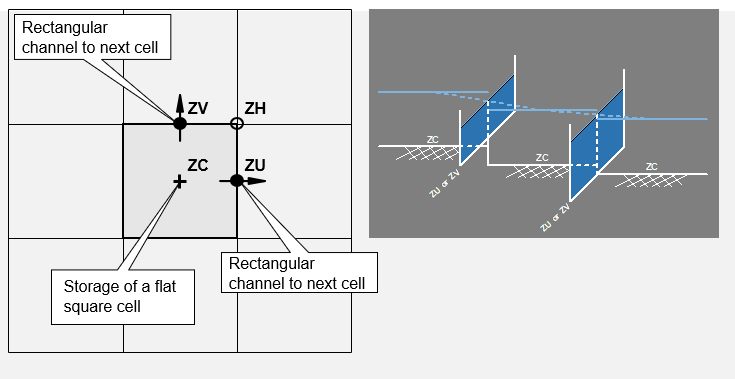 Rectangular
channel to next cell
ZV
ZH
ZC
ZU
Storage of a flat
square cell
Rectangular
channel to next cell
ZC
ZC
ZC
ZU or ZV
ZU or ZV